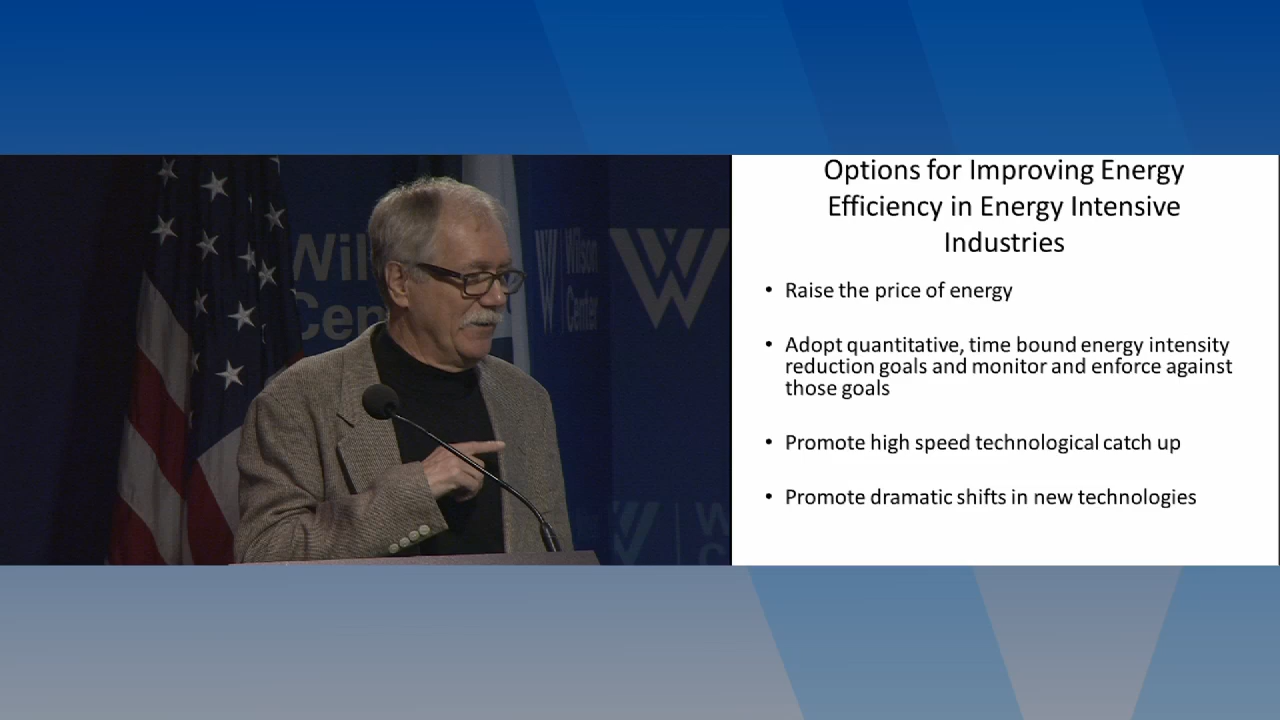 Wilson
Center
W
Options for Improving Energy
Efficiency in Energy Intensive
Industries
• Raise the price of energy
• Adopt quantitative, time bound energy intensity
reduction goals and monitor and enforce against
those goals
• Promote high speed technological catch up
• Promote dramatic shifts in new technologies